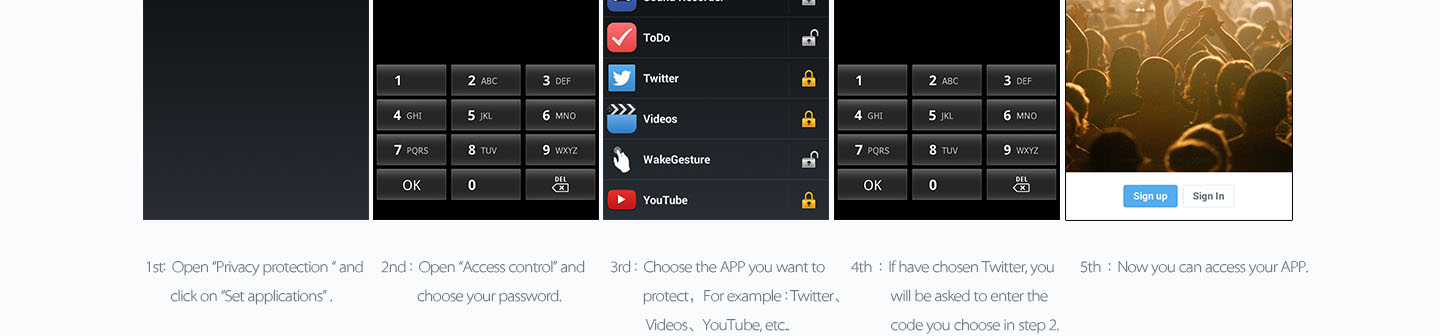 Sound Recorder
ToDo
Twitter
Videos
WakeGesture
YouTube
1 2 ABC 3 DEF
4 GHI 5 JKL 6 MNO
7 PQRS 8 TUV 9 WXYZ
OK 0 DEL
1 2 ABC 3 DEF
4 GHI 5 JKL 6 MNO
7 PQRS 8 TUV 9 WXYZ
OK 0 DEL
Sign up Sign In
1st: Open “Privacy protection “ and
click on “Set applications” .
2nd : Open “Access control” and
choose your password.
3rd : Choose the APP you want to
protect，For example : Twitter、
Videos、YouTube, etc..
4th : If have chosen Twitter, you
will be asked to enter the
code you choose in step 2.
5th : Now you can access your APP.